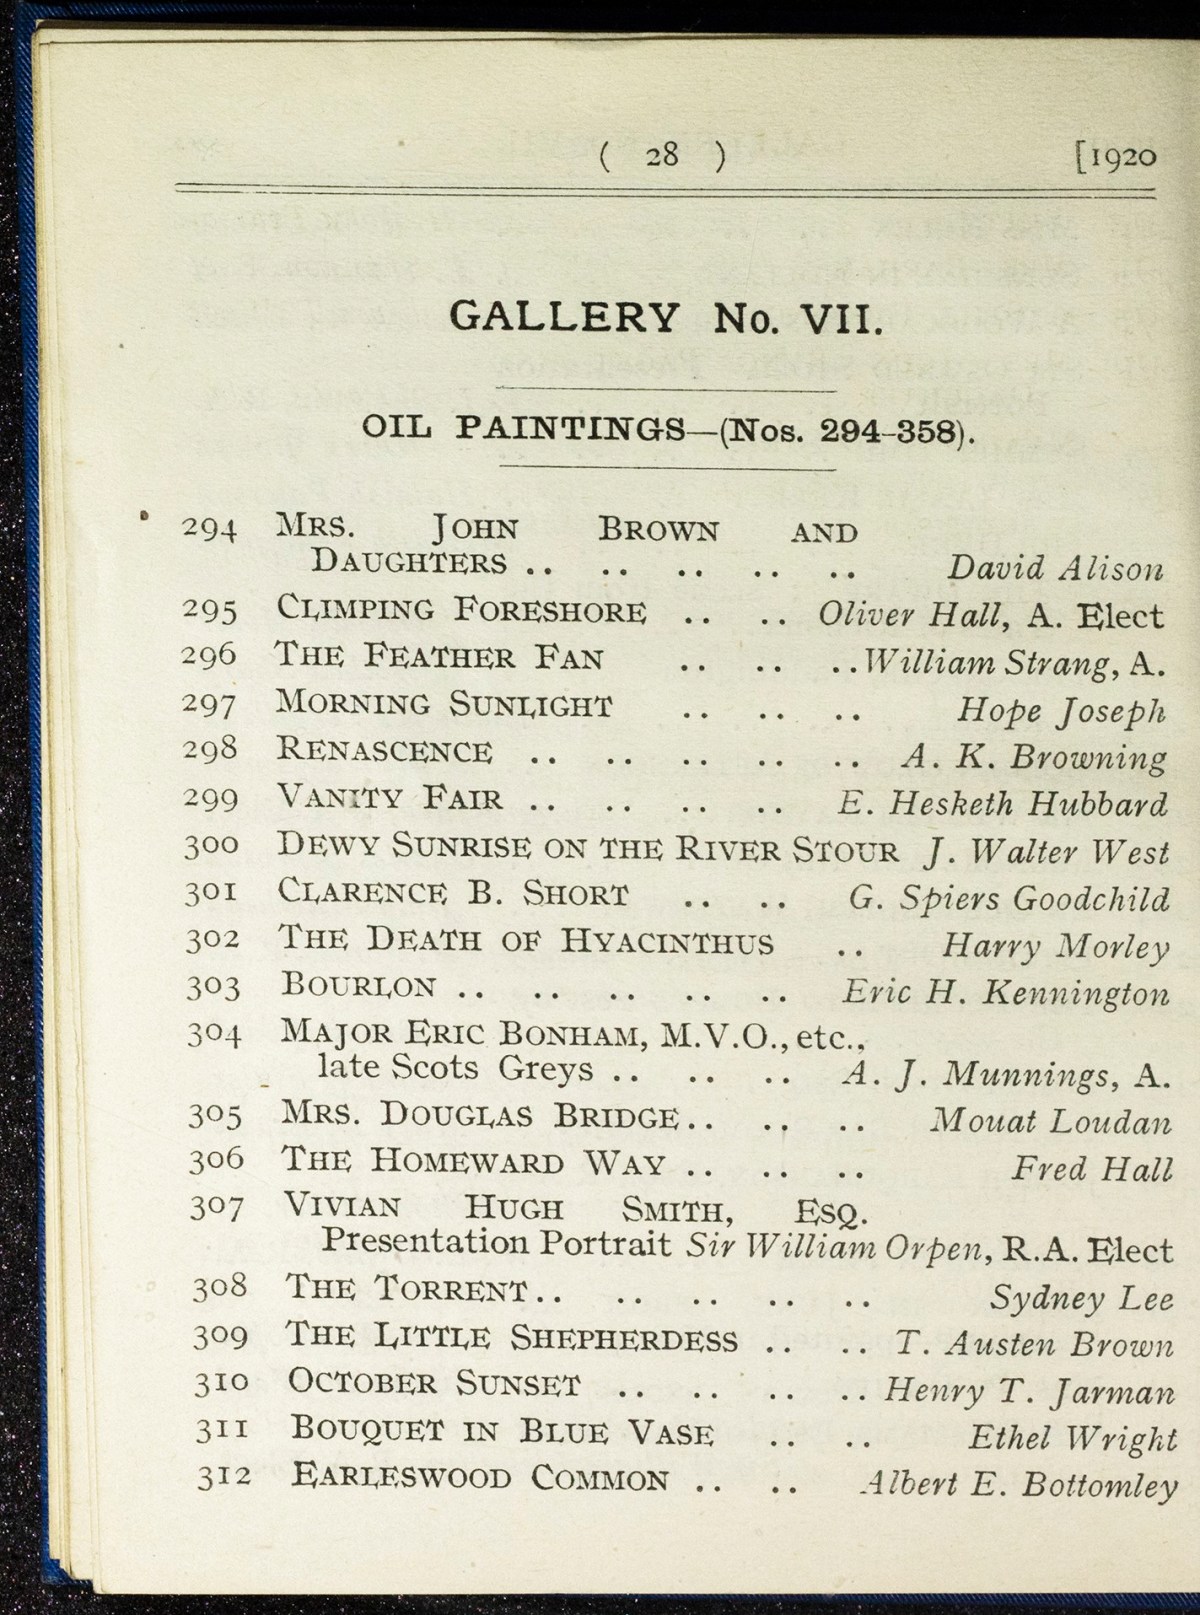 ( 28 ) [1920
GALLERY No. VII.
OIL PAINTINGS—(Nos. 294-358).
294 MRS. JOHN BROWN AND
DAUGHTERS .. .. .. .. .. David Alison
295 CLIMPING FORESHORE .. .. Oliver Hall, A. Elect
296 THE FEATHER FAN .. .. ..William Strang, A.
297 MORNING SUNLIGHT .. .. .. Hope Joseph
298 RENASCENCE .. .. .. .. .. A. K. Browning
299 VANITY FAIR .. .. .. .. E. Hesketh Hubbard
300 DEWY SUNRISE ON THE RIVER STOUR J. Walter West
301 CLARENCE B. SHORT .. .. G. Spiers Goodchild
302 THE DEATH OF HYACINTHUS .. Harry Morley
303 BOURLON .. .. .. .. .. Eric H. Kennington
304 MAJOR ERIC BONHAM, M.V.O., etc.,
late Scots Greys .. .. .. A. J. Munnings, A.
305 MRS. DOUGLAS BRIDGE.. .. .. Mouat Loudan
306 THE HOMEWARD WAY .. .. .. Fred Hall
307 VIVIAN HUGH SMITH, ESQ.
Presentation Portrait Sir William Orpen, R.A. Elect
308 THE TORRENT.. .. .. .. .. Sydney Lee
309 THE LITTLE SHEPHERDESS .. .. T. Austen Brown
310 OCTOBER SUNSET .. .. .. .. Henry T. Jarman
311 BOUQUET IN BLUE VASE .. .. Ethel Wright
312 EARLESWOOD COMMON .. .. Albert E. Bottomley